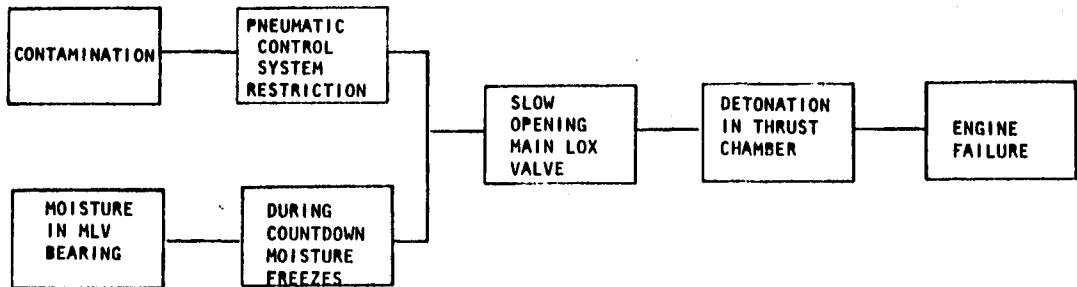 CONTAMINATION
PNEUMATIC
CONTROL
SYSTEM
RESTRICTION
MOISTURE
IN MLV
BEARING
DURING
COUNTDOWN
MOISTURE
FREEZES
SLOW
OPENING
MAIN LOX
VALVE
DETONATION
IN THRUST
CHAMBER
ENGINE
FAILURE